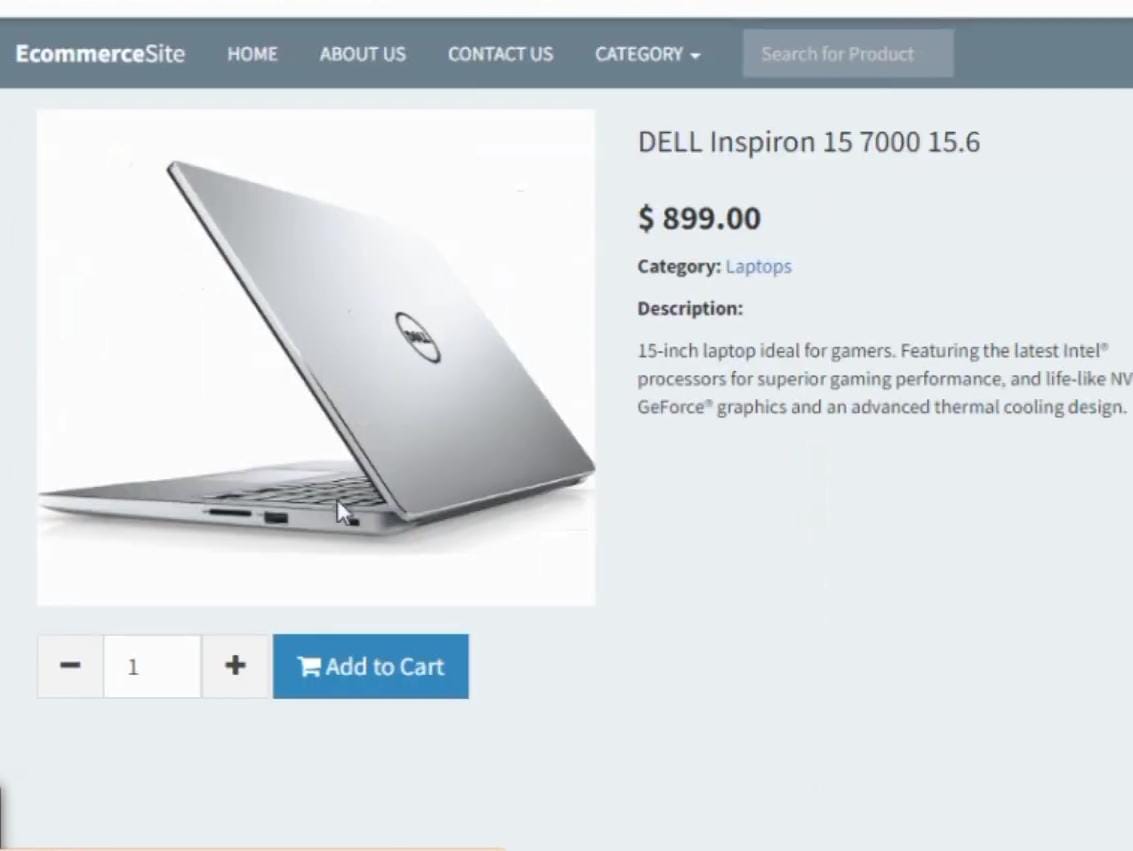 EcommerceSite HOME ABOUT US CONTACT US CATEGORY Search for Product
DELL Inspiron 15 7000 15.6
$ 899.00
Category: Laptops
Description:
15-inch laptop ideal for gamers. Featuring the latest Intel®
processors for superior gaming performance, and life-like NV
GeForce® graphics and an advanced thermal cooling design.
DELL
1
Add to Cart